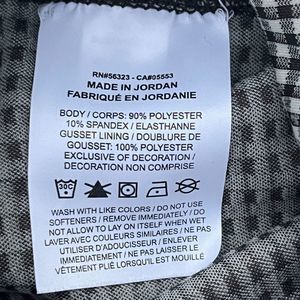 RN#56323 - CA#05553
MADE IN JORDAN
FABRIQUÉ EN JORDANIE
BODY / CORPS: 90% POLYESTER
10% SPANDEX / ELASTHANNE
GUSSET LINING / DOUBLURE DE
GOUSSET: 100% POLYESTER
EXCLUSIVE OF DECORATION /
DECORATION NON COMPRISE
30C
WASH WITH LIKE COLORS / DO NOT USE
SOFTENERS / REMOVE IMMEDIATELY / DO
NOT ALLOW TO LAY ON ITSELF WHEN WET
LAVER AVEC COULEURS SIMILAIRES / NE PAS
UTILISER D'ADOUCISSEUR / ENLEVER
IMMÉDIATEMENT / NE PAS LAISSER LE
VÊTEMENT PLIÉ LORSQU'IL EST MOUILLÉ